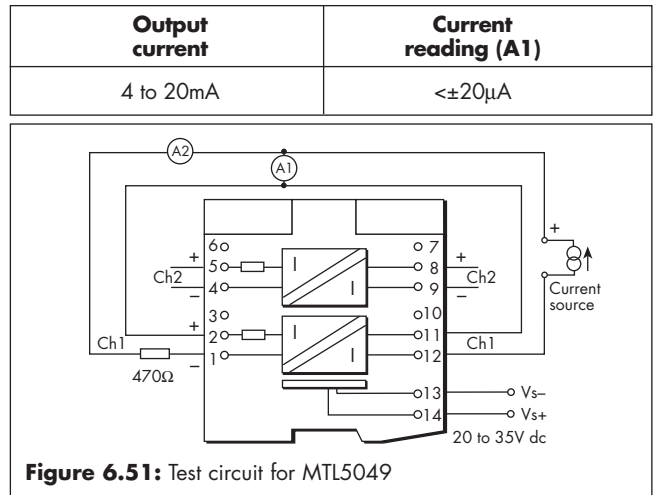 Output current
Current reading (A1)
4 to 20mA
<±20µA
A2
A1
+
6
7
+
+
5
I
8
Ch2
Ch2
4
I
9
Current source
–
–
3
10
+
2
I
11
Ch1
Ch1
1
I
12
–
470Ω
13
Vs–
14
Vs+
20 to 35V dc
Figure 6.51: Test circuit for MTL5049